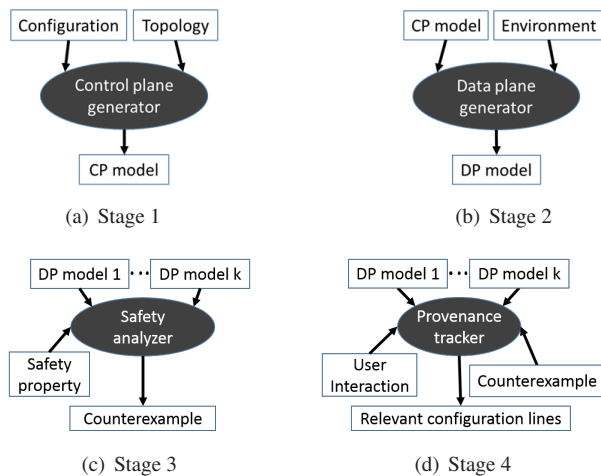 Configuration Topology
Control plane
generator
CP model
(a) Stage 1
CP model Environment
Data plane
generator
DP model
(b) Stage 2
DP model 1 ••• DP model k
Safety
analyzer
Safety
property
Counterexample
(c) Stage 3
DP model 1 ••• DP model k
Provenance
tracker
User
Interaction
Counterexample
Relevant configuration lines
(d) Stage 4